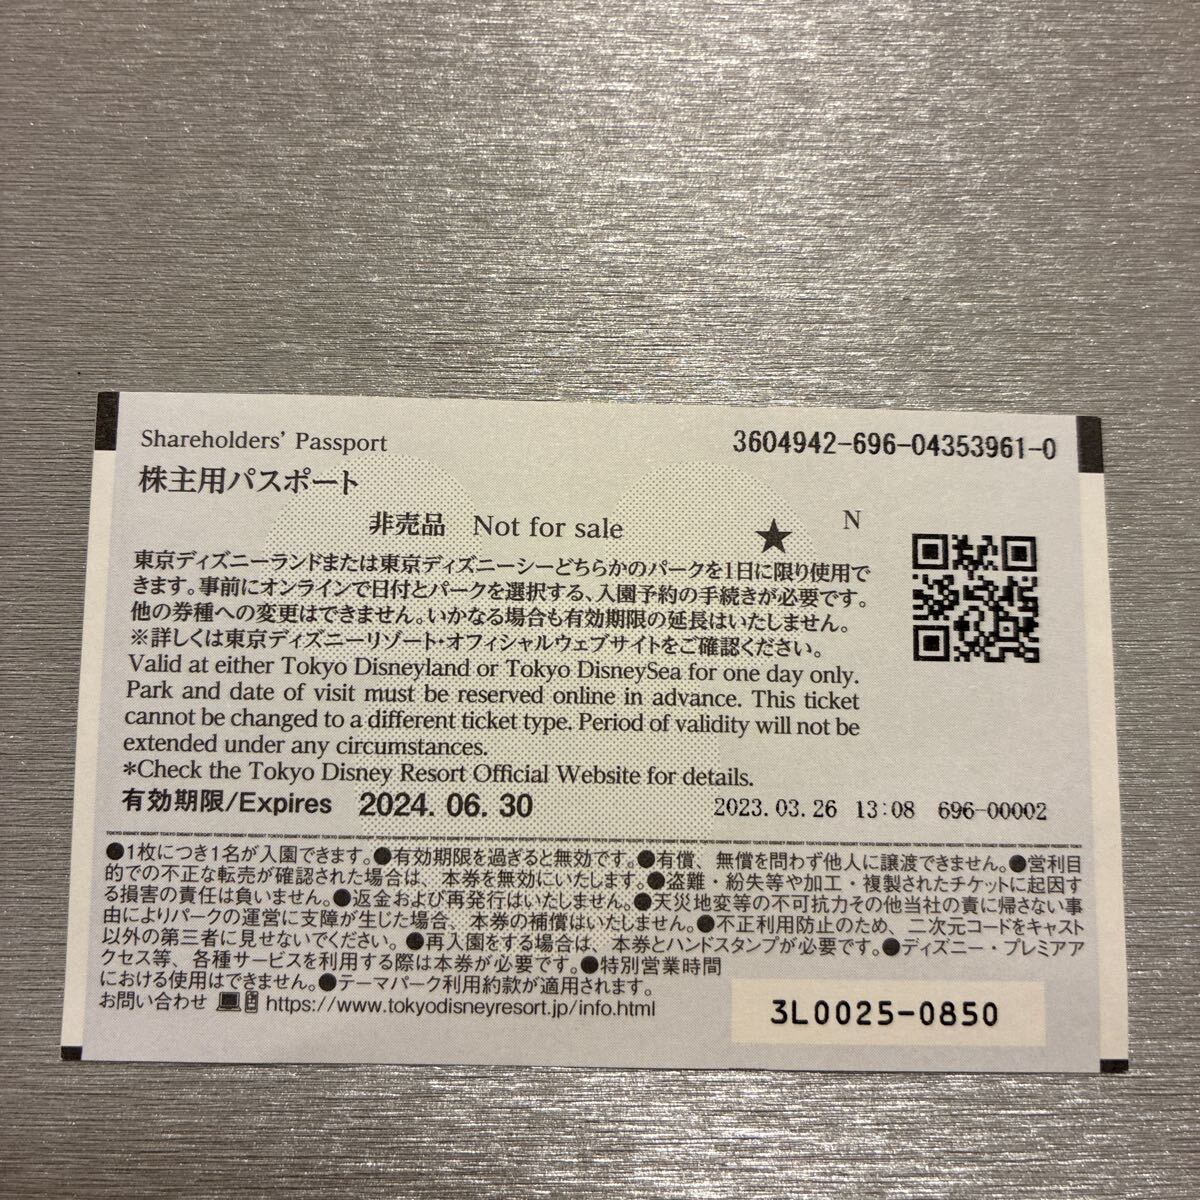 Shareholders' Passport
3604942-696-04353961-0
株主用パスポート
非売品 Not for sale
★ N
東京ディズニーランドまたは東京ディズニーシーどちらかのパークを1日に限り使用で
きます。事前にオンラインで日付とパークを選択する、入園予約の手続きが必要です。
他の券種への変更はできません。いかなる場合も有効期限の延長はいたしません。
※詳しくは東京ディズニーリゾート・オフィシャルウェブサイトをご確認ください。
Valid at either Tokyo Disneyland or Tokyo DisneySea for one day only.
Park and date of visit must be reserved online in advance. This ticket
cannot be changed to a different ticket type. Period of validity will not be
extended under any circumstances.
*Check the Tokyo Disney Resort Official Website for details.
有効期限/Expires 2024. 06. 30
2023. 03. 26 13:08 696-00002
TOKYO DISNEY RESORT TOKYO DISNEY RESORT TOKYO DISNEY RESORT
●1枚につき1名が入園できます。●有効期限を過ぎると無効です。●有償、無償を問わず他人に譲渡できません。●営利目
的での不正な転売が確認された場合は、本券を無効にいたします。●盗難・紛失等や加工・複製されたチケットに起因す
る損害の責任は負いません。●返金および再発行はいたしません。●天災地変等の不可抗力その他当社の責に帰さない事
由によりパークの運営に支障が生じた場合、本券の補償はいたしません。●不正利用防止のため、二次元コードをキャスト
以外の第三者に見せないでください。●再入園をする場合は、本券とハンドスタンプが必要です。●ディズニー・プレミアア
クセス等、各種サービスを利用する際は本券が必要です。●特別営業時間
における使用はできません。●テーマパーク利用約款が適用されます。
お問い合わせ https://www.tokyodisneyresort.jp/info.html
3L0025-0850